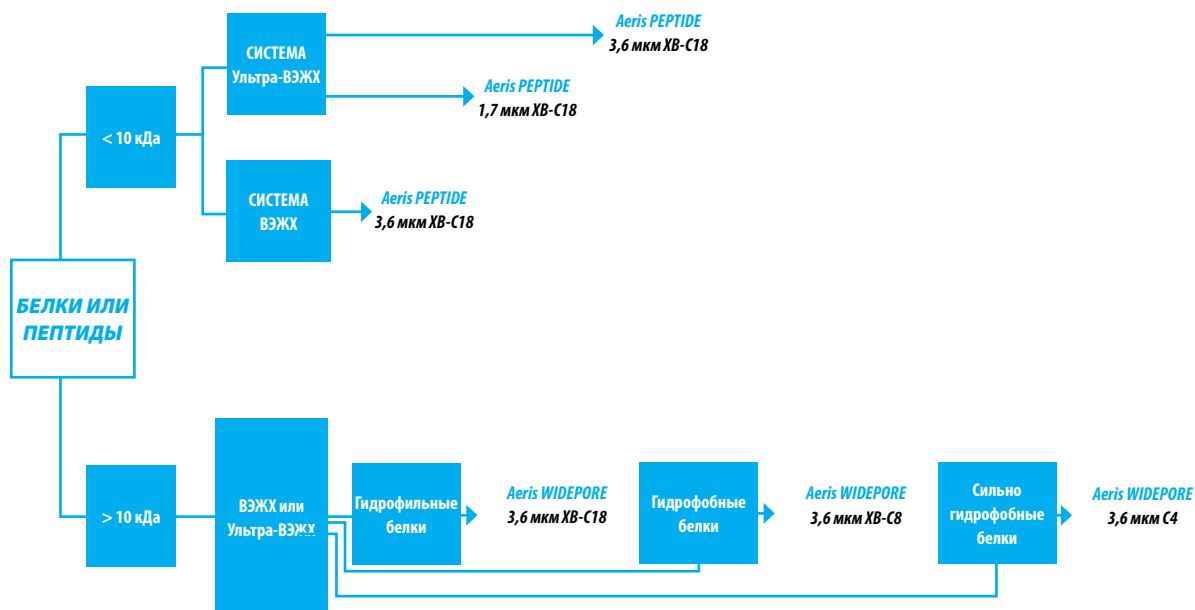 Aeris PEPTIDE
3,6 мкм XB-C18
СИСТЕМА
Ультра-ВЭЖХ
Aeris PEPTIDE
1,7 мкм XB-C18
< 10 кДа
СИСТЕМА
ВЭЖХ
Aeris PEPTIDE
3,6 мкм XB-C18
БЕЛКИ ИЛИ
ПЕПТИДЫ
> 10 кДа
ВЭЖХ или
Ультра-ВЭЖХ
Гидрофильные
белки
Aeris WIDEPORE
3,6 мкм XB-C18
Гидрофобные
белки
Aeris WIDEPORE
3,6 мкм XB-C8
Сильно
гидрофобные
белки
Aeris WIDEPORE
3,6 мкм C4